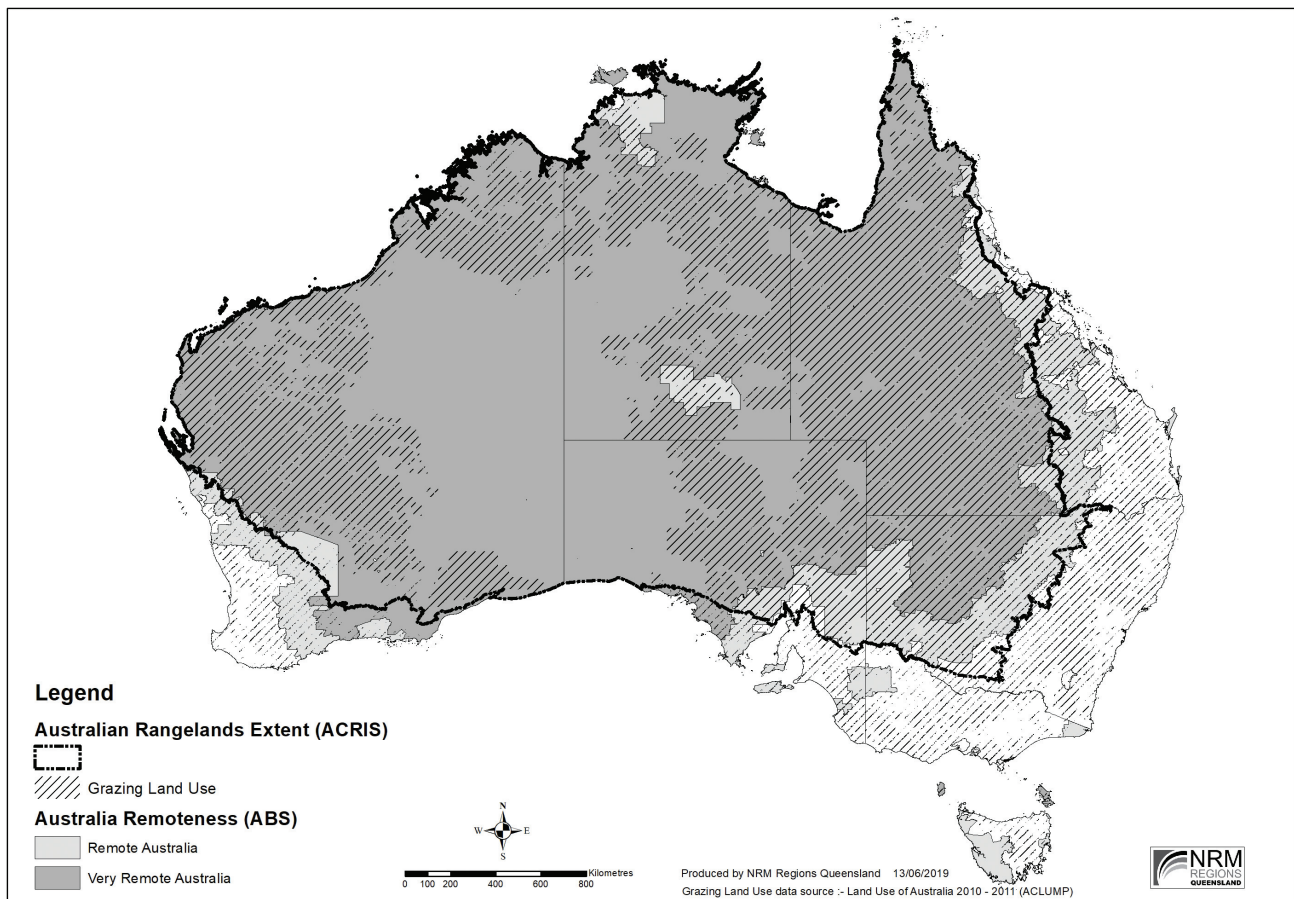 Legend
Australian Rangelands Extent (ACRIS)
Grazing Land Use
Australia Remoteness (ABS)
Remote Australia
Very Remote Australia
N
W E
S
Kilometres
0 100 200 400 600 800
Produced by NRM Regions Queensland 13/06/2019
Grazing Land Use data source :- Land Use of Australia 2010 - 2011 (ACLUMP)
NRM
REGIONS
QUEENSLAND